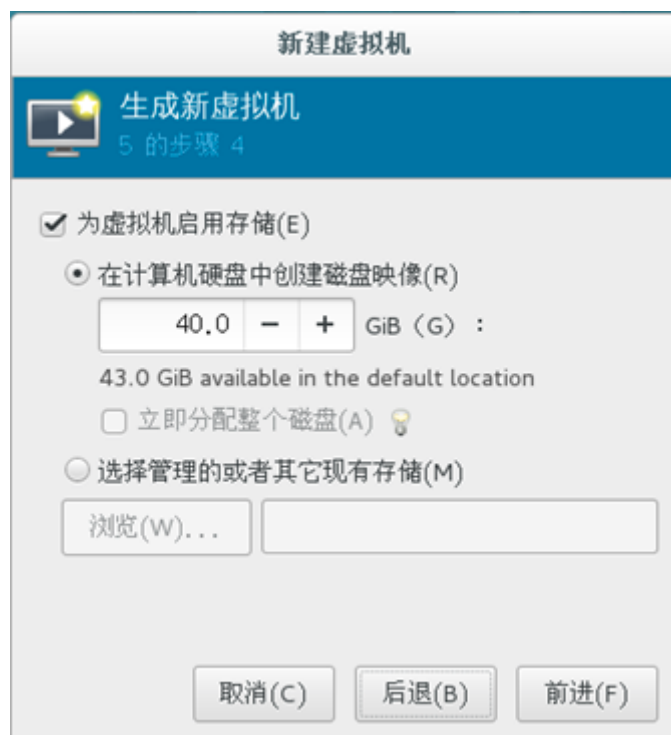 新建虚拟机
生成新虚拟机
5 的步骤 4
为虚拟机启用存储(E)
在计算机硬盘中创建磁盘映像(R)
40.0 − + GiB（G）：
43.0 GiB available in the default location
立即分配整个磁盘(A)
选择管理的或者其它现有存储(M)
浏览(W)...
取消(C) 后退(B) 前进(F)